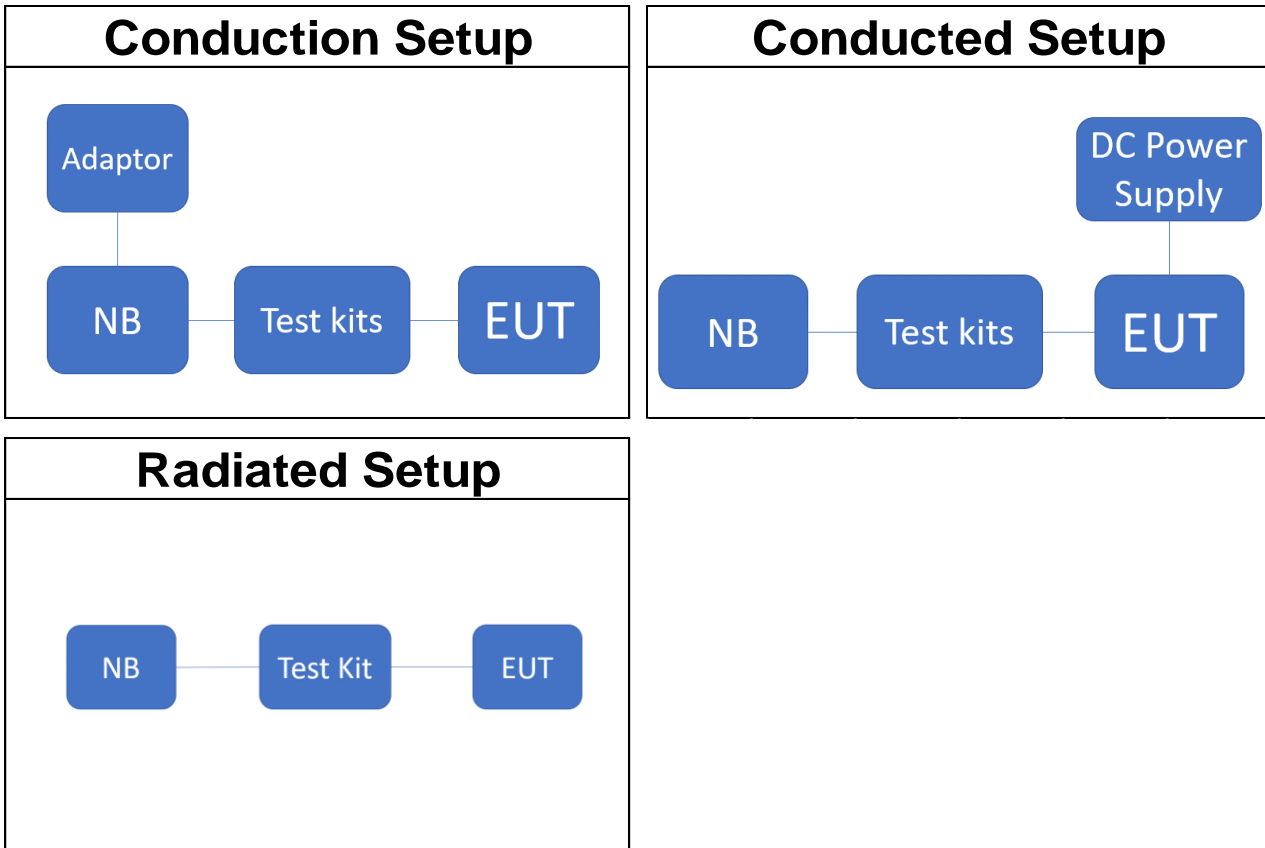 Conduction Setup
Adaptor
NB
Test kits
EUT
Conducted Setup
DC Power
Supply
NB
Test kits
EUT
Radiated Setup
NB
Test Kit
EUT